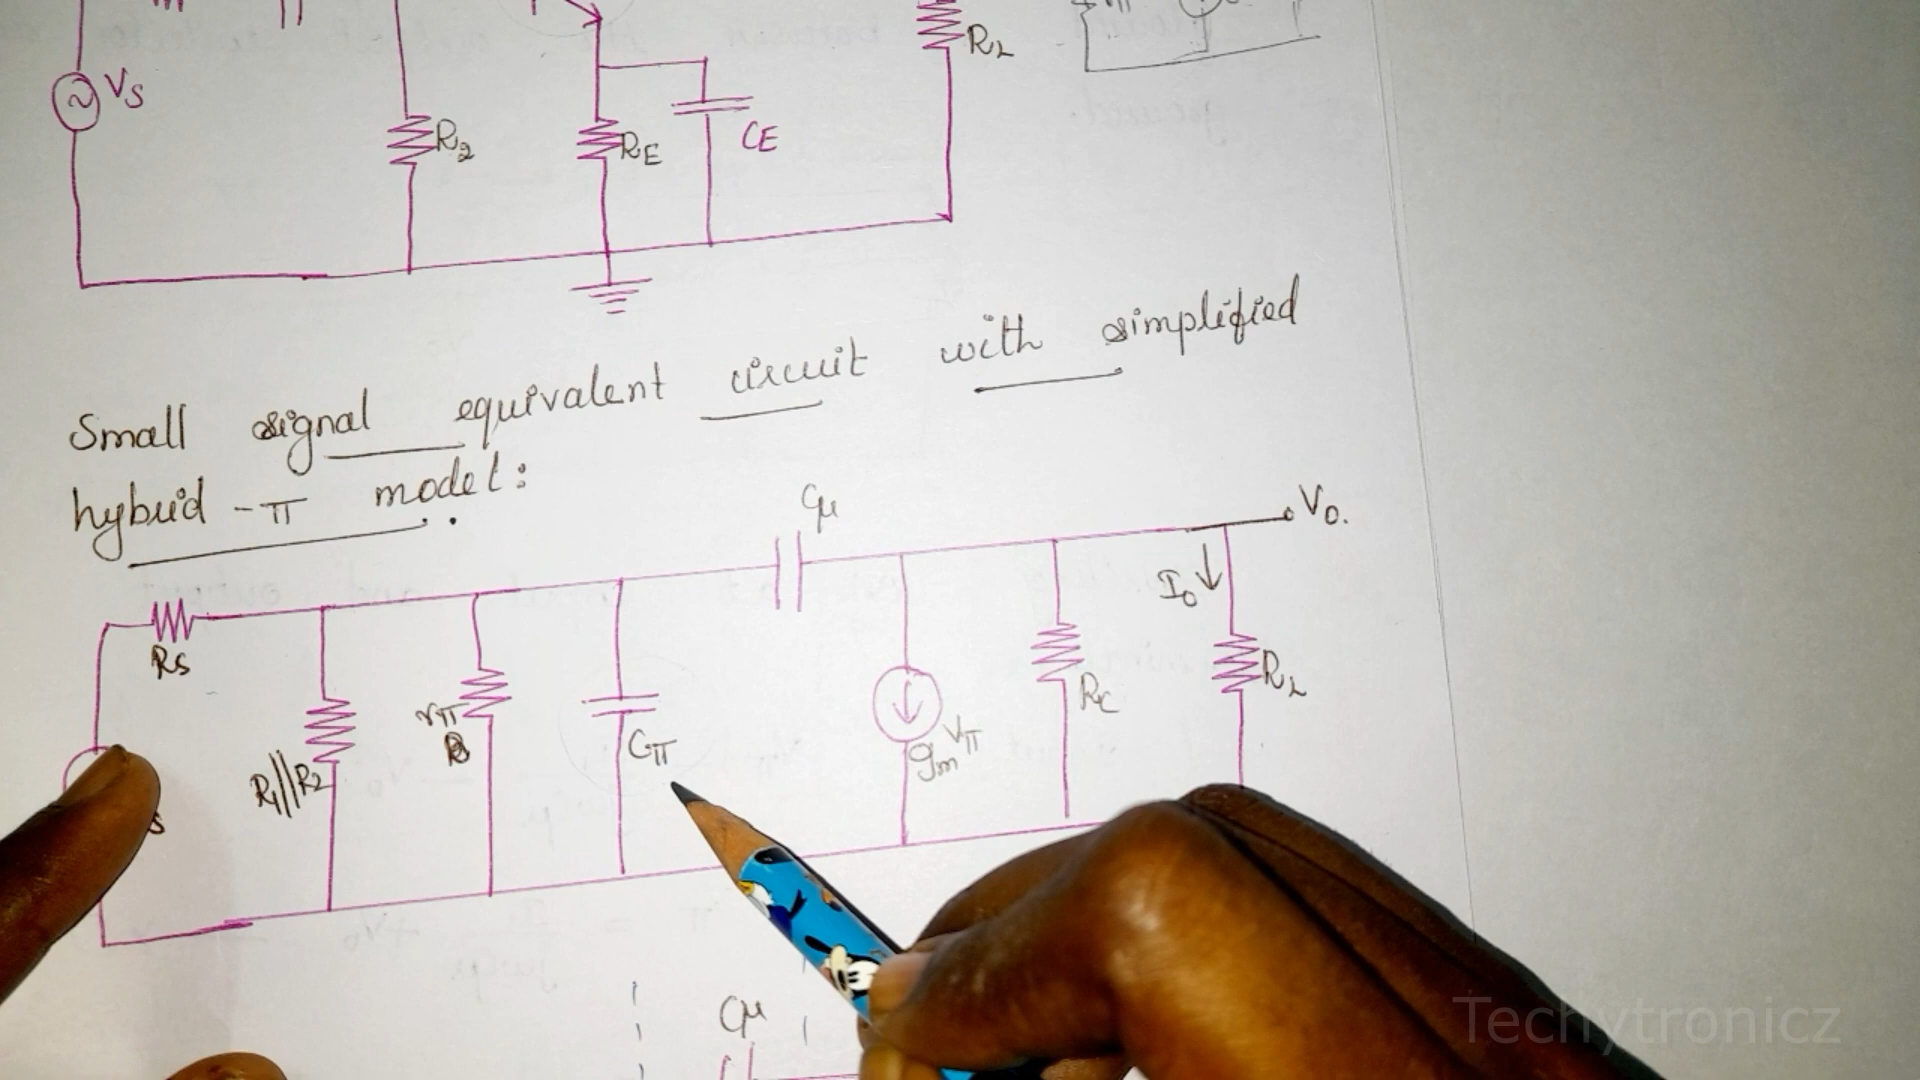 VS
R2
RE
CE
RL
Small signal equivalent circuit with simplified
hybrid -π model:
Cμ
Vo.
Io
RS
R1||R2
rπ
Cπ
gmVπ
RC
RL
s
Cμ
Techytronicz